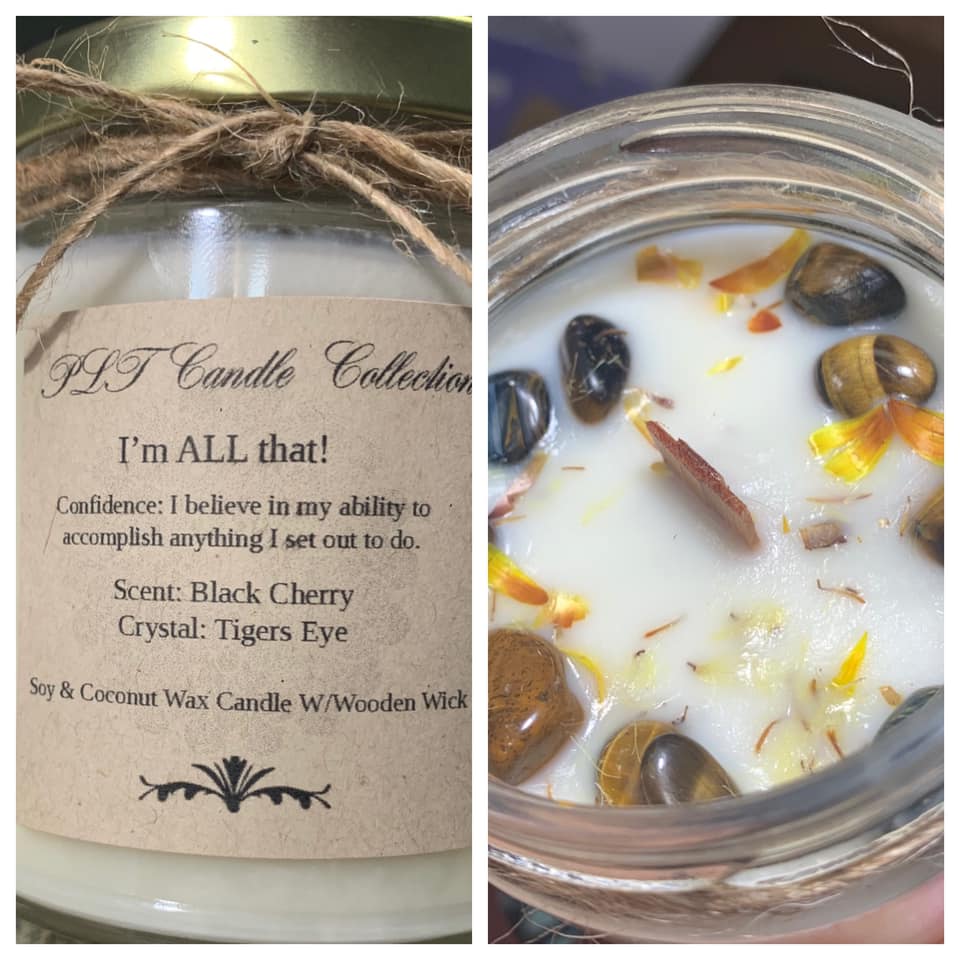 PLT Candle Collection
I'm ALL that!
Confidence: I believe in my ability to
accomplish anything I set out to do.
Scent: Black Cherry
Crystal: Tigers Eye
Soy & Coconut Wax Candle W/Wooden Wick